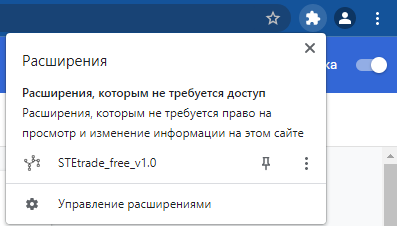 Расширения
Расширения, которым не требуется доступ
Расширения, которым не требуется право на
просмотр и изменение информации на этом сайте
STEtrade_free_v1.0
Управление расширениями